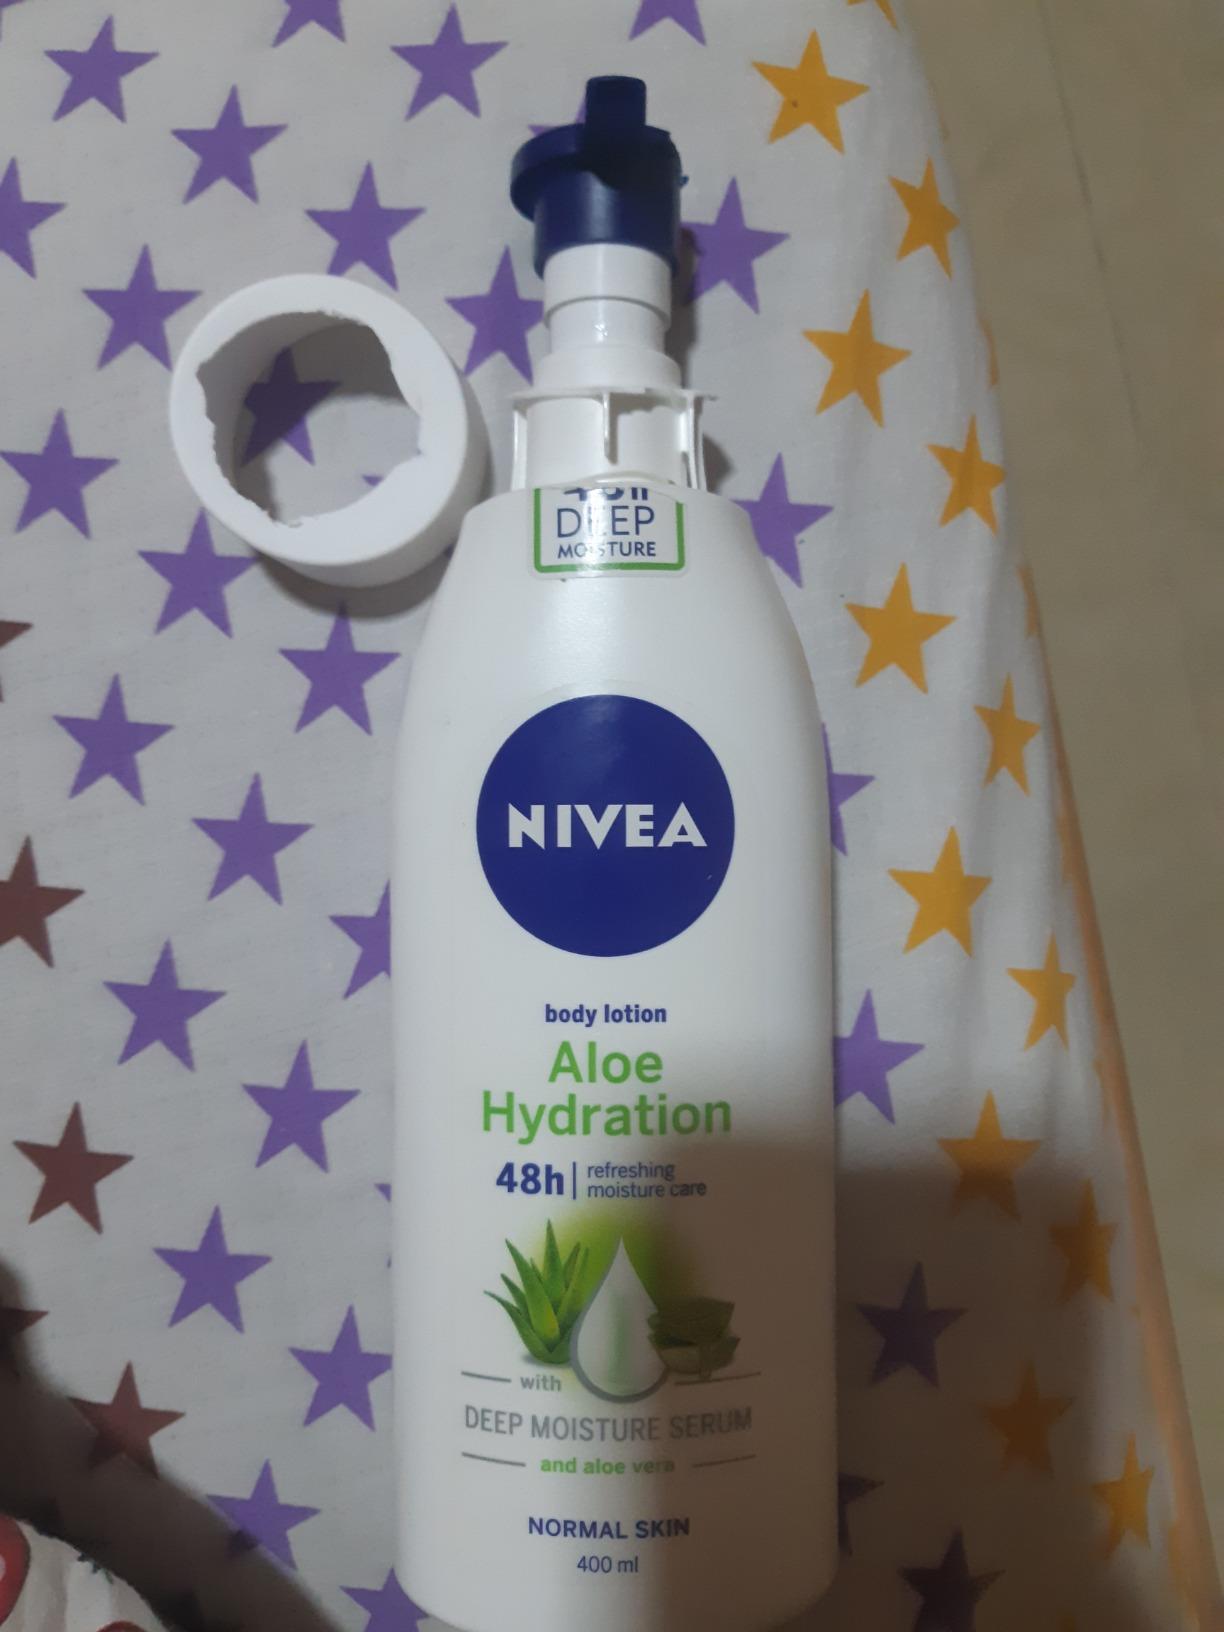 DEEP
MOISTURE
NIVEA
body lotion
Aloe
Hydration
48h | refreshing
moisture care
with
DEEP MOISTURE SERUM
and aloe vera
NORMAL SKIN
400 ml